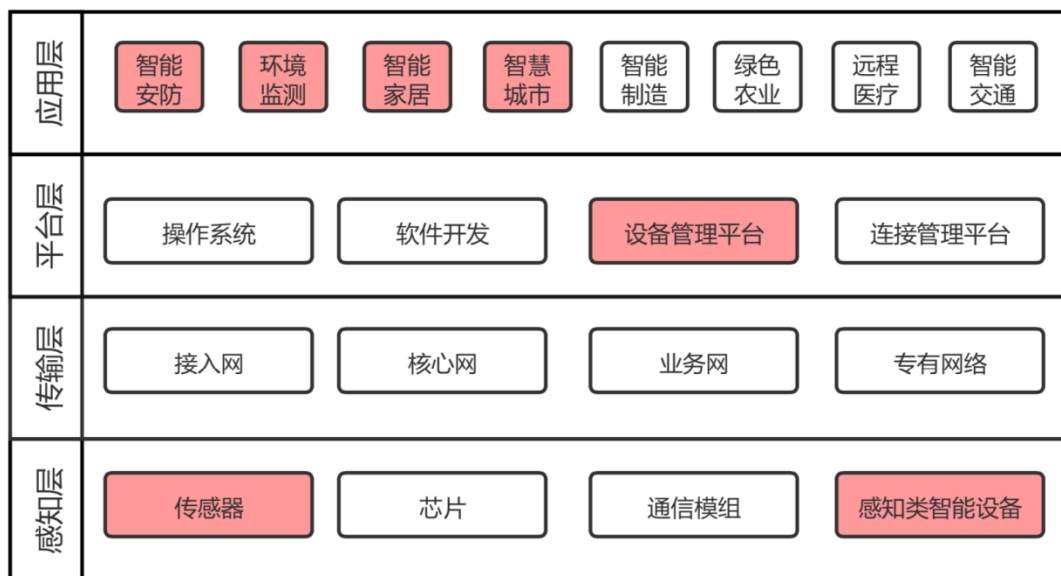 应用层
智能
安防
环境
监测
智能
家居
智慧
城市
智能
制造
绿色
农业
远程
医疗
智能
交通
平台层
操作系统
软件开发
设备管理平台
连接管理平台
传输层
接入网
核心网
业务网
专有网络
感知层
传感器
芯片
通信模组
感知类智能设备